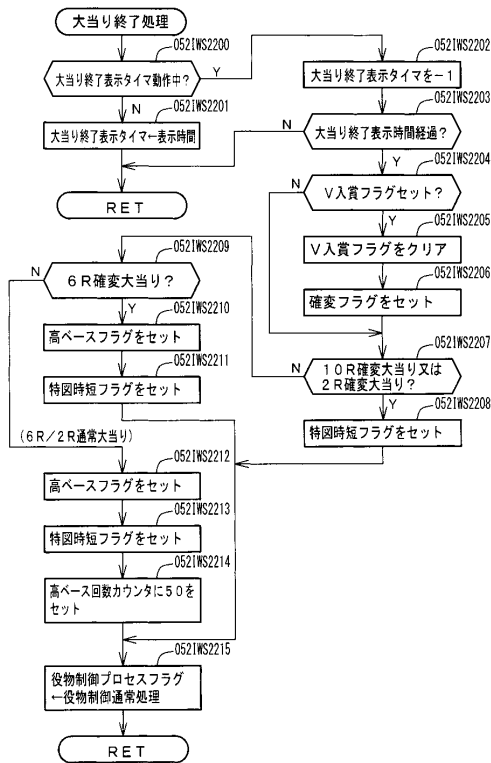 大当り終了処理
052IWS2200
大当り終了表示タイマ動作中?
Y
N
052IWS2201
大当り終了表示タイマ←表示時間
RET
052IWS2202
大当り終了表示タイマを－1
052IWS2203
大当り終了表示時間経過?
N
Y
052IWS2204
V入賞フラグセット?
N
Y
052IWS2205
V入賞フラグをクリア
052IWS2206
確変フラグをセット
052IWS2207
10R確変大当り又は
2R確変大当り?
N
Y
052IWS2208
特図時短フラグをセット
052IWS2209
6R確変大当り?
N
Y
052IWS2210
高ベースフラグをセット
052IWS2211
特図時短フラグをセット
(6R/2R通常大当り)
052IWS2212
高ベースフラグをセット
052IWS2213
特図時短フラグをセット
052IWS2214
高ベース回数カウンタに50を
セット
052IWS2215
役物制御プロセスフラグ
←役物制御通常処理
RET